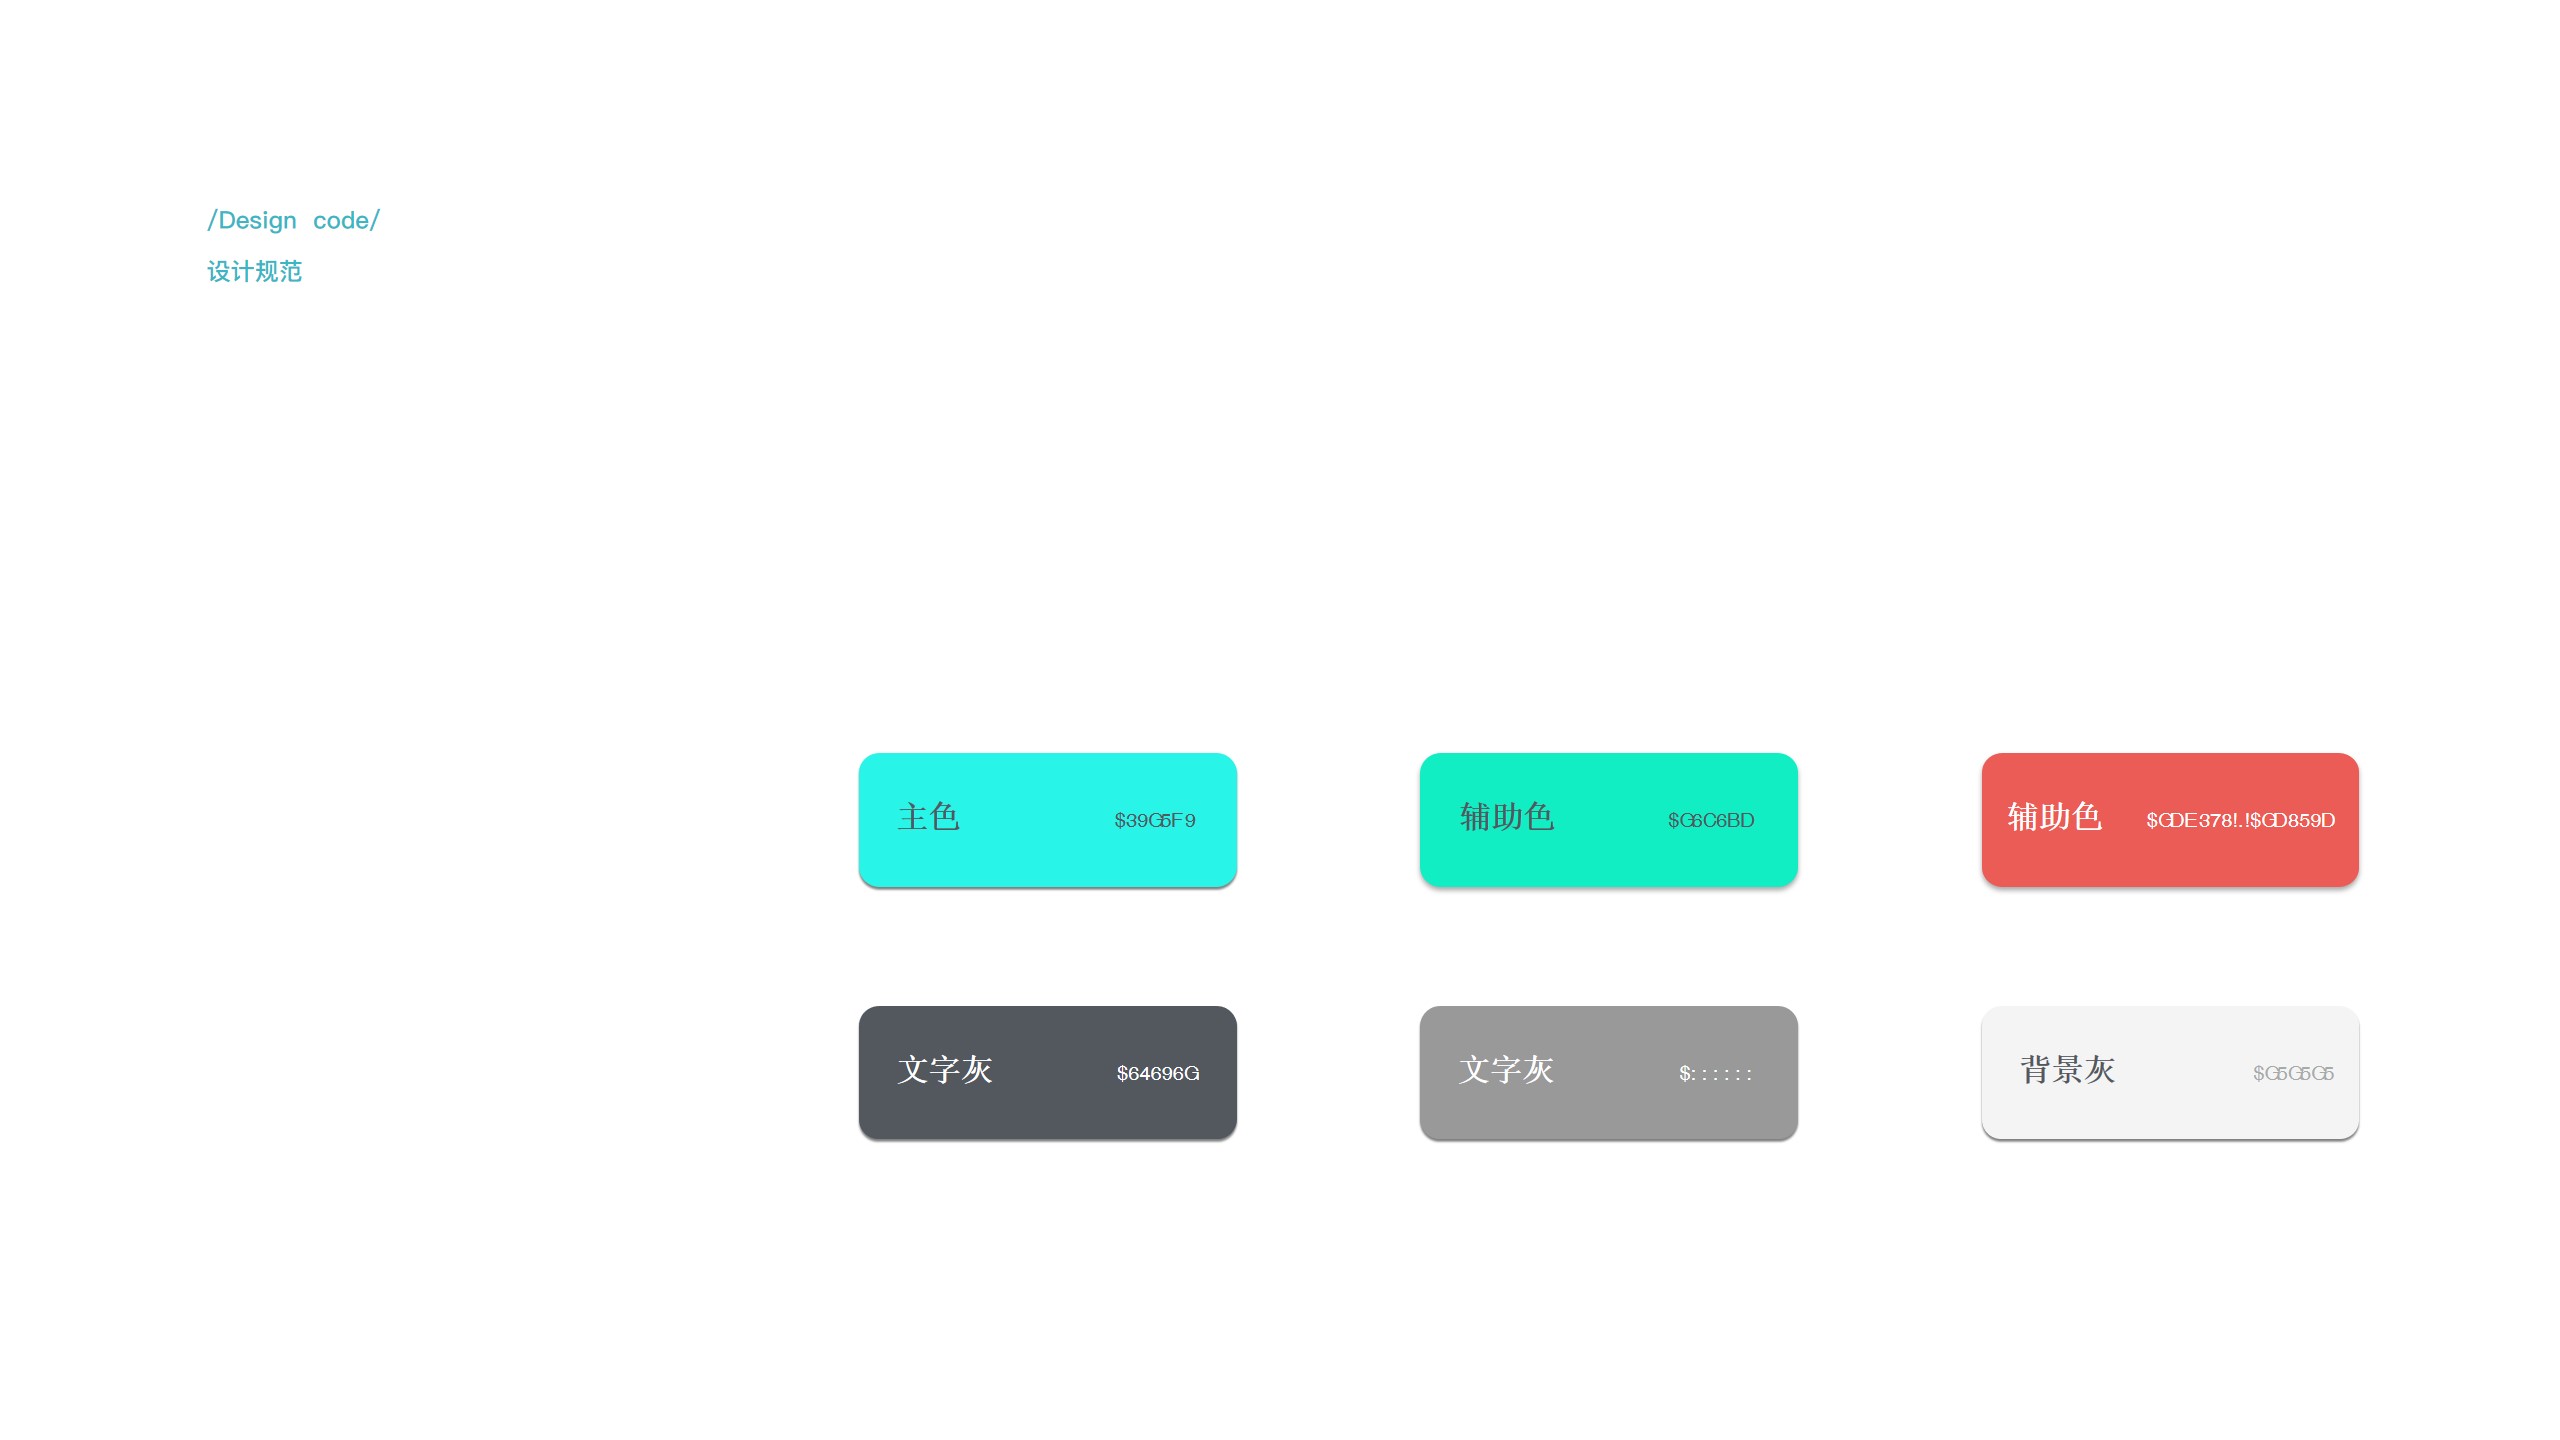 /Design code/
设计规范
主色 $39G5F9
辅助色 $G6C6BD
辅助色 $GDE378!.!$GD859D
文字灰 $64696G
文字灰 $::::::
背景灰 $G5G5G5